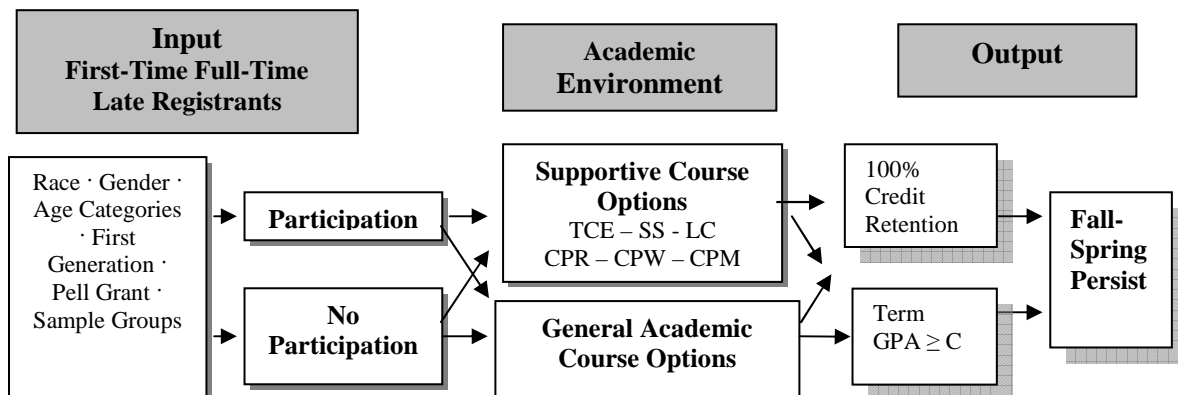 Input
First-Time Full-Time
Late Registrants
Academic
Environment
Output
Race · Gender ·
Age Categories
· First
Generation ·
Pell Grant ·
Sample Groups
Participation
No
Participation
Supportive Course
Options
TCE – SS - LC
CPR – CPW – CPM
General Academic
Course Options
100%
Credit
Retention
Term
GPA ≥ C
Fall-
Spring
Persist